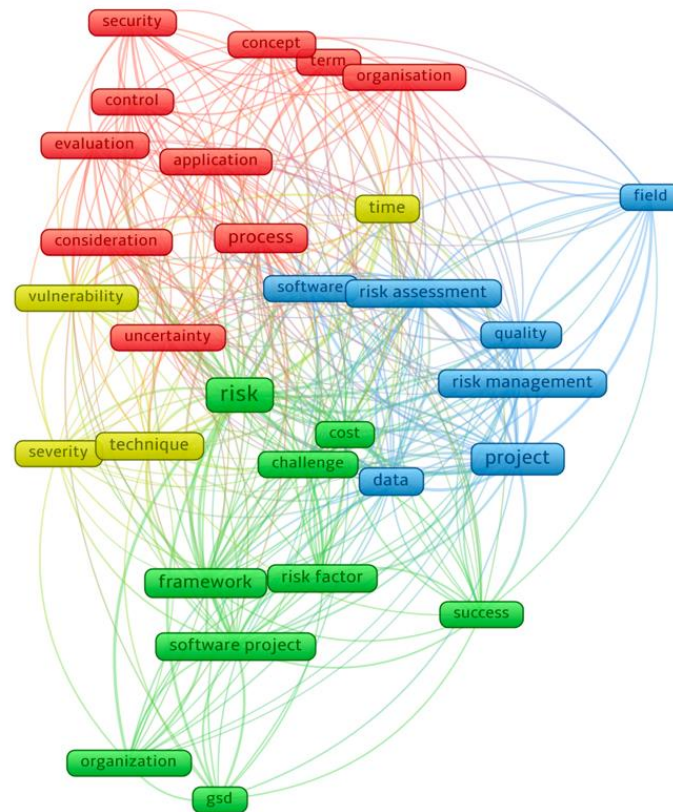 security
concept
term
organisation
control
evaluation
application
field
time
consideration
process
software
risk assessment
vulnerability
uncertainty
quality
risk management
risk
cost
severity
technique
challenge
project
data
framework
risk factor
success
software project
organization
gsd